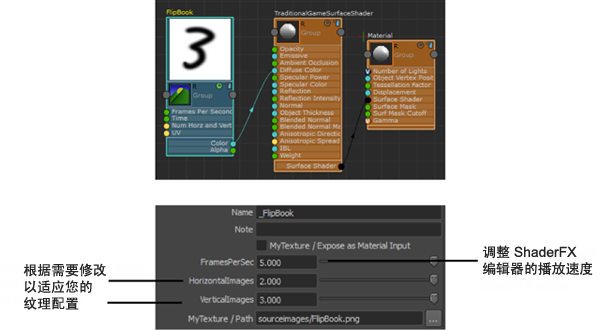 FlipBook
3
R
Group
Frames Per Second
Time
Num Horz and Vert
UV
Color
Alpha
TraditionalGameSurfaceShader
R
Group
Opacity
Emissive
Ambient Occlusion
Diffuse Color
Specular Power
Specular Color
Reflection
Reflection Intensity
Normal
Object Thickness
Blended Normal
Blended Normal Ma
Anisotropic Directi
Anisotropic Spread
IBL
Weight
Surface Shader
Material
R
Group
Number of Lights
Object Vertex Posit
Tessellation Factor
Displacement
Surface Shader
Surface Mask
Surf Mask Cutoff
Gamma
Name _FlipBook
Note
MyTexture / Expose as Material Input
FramesPerSec 5.000
HorizontalImages 2.000
VerticalImages 3.000
MyTexture / Path sourceimages/FlipBook.png ...
根据需要修改
以适应您的
纹理配置
调整 ShaderFX
编辑器的播放速度